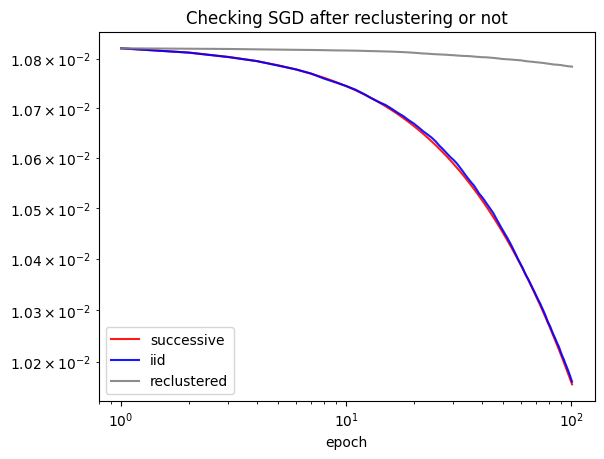 Checking SGD after reclustering or not
1.08 × 10⁻²
1.07 × 10⁻²
1.06 × 10⁻²
1.05 × 10⁻²
1.04 × 10⁻²
1.03 × 10⁻²
1.02 × 10⁻²
successive
iid
reclustered
10⁰ 10¹ 10²
epoch